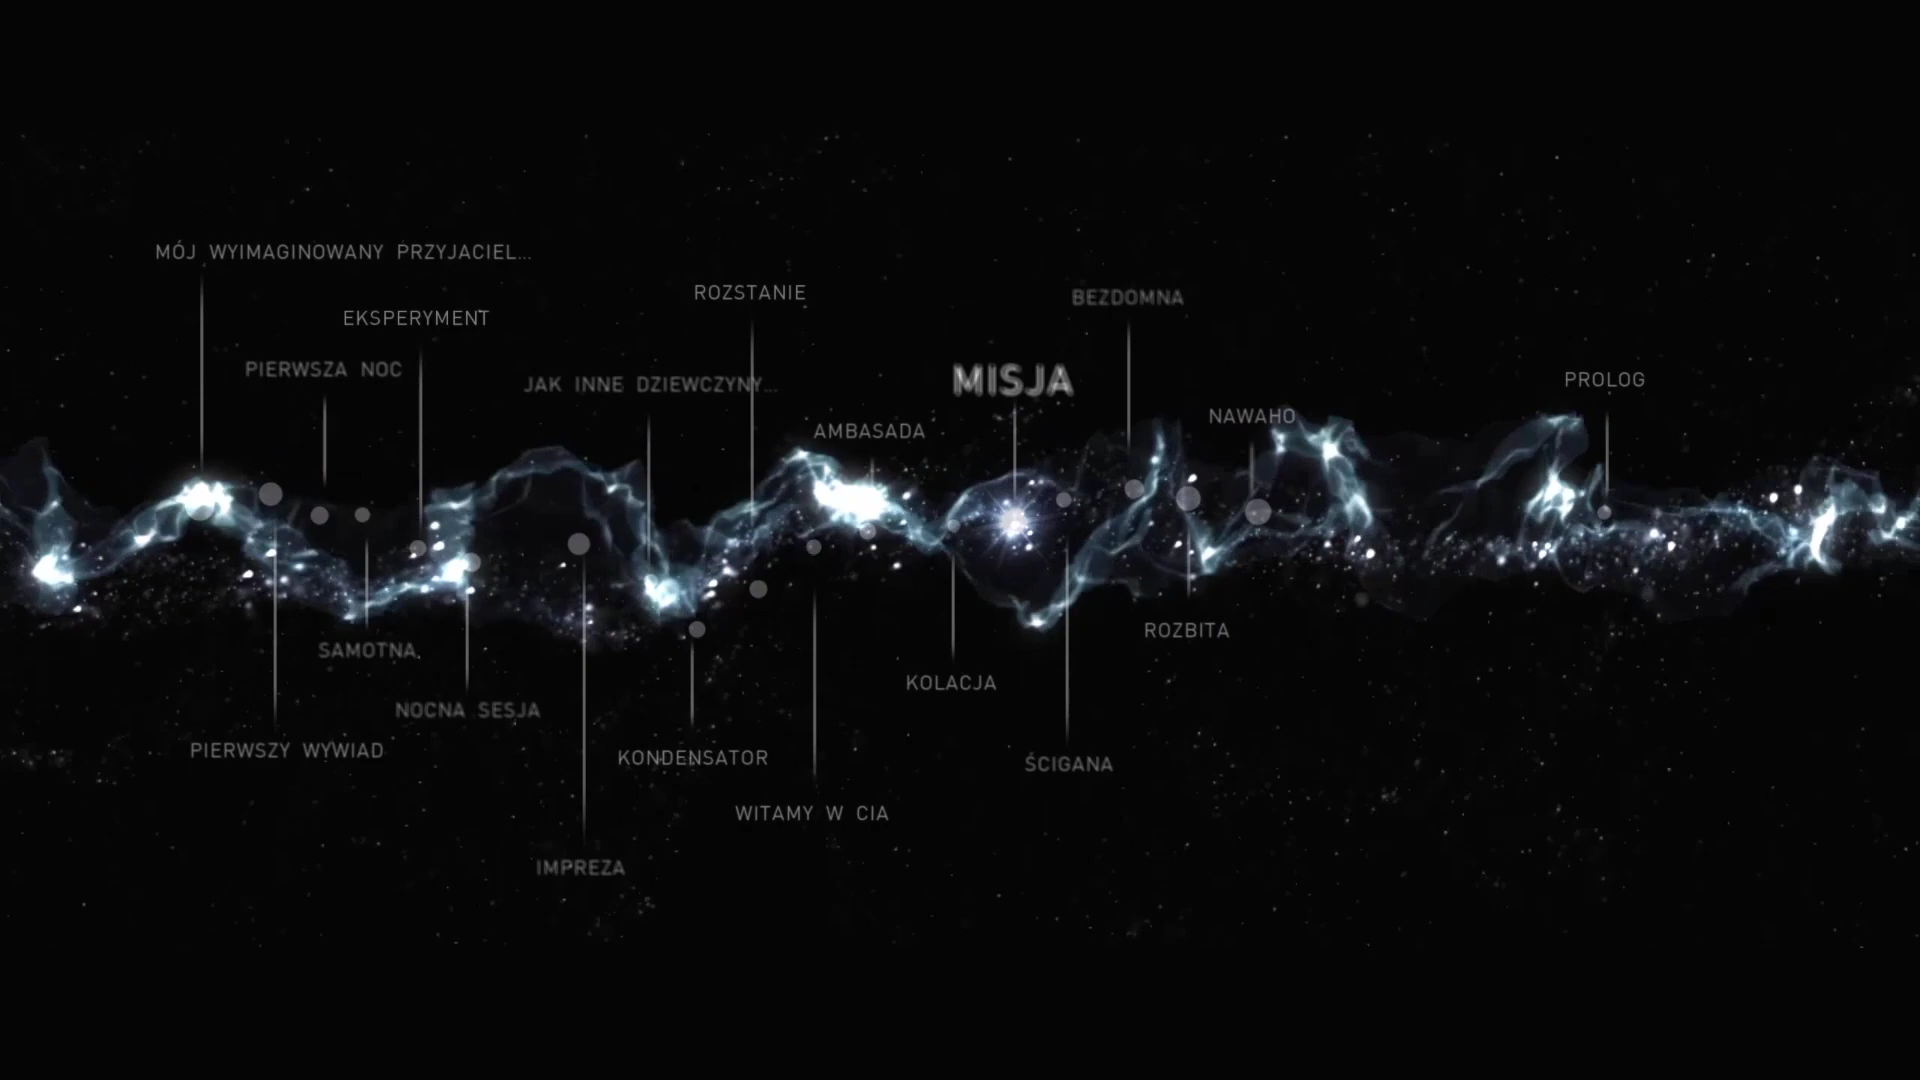 MÓJ WYIMAGINOWANY PRZYJACIEL...
ROZSTANIE
BEZDOMNA
EKSPERYMENT
PIERWSZA NOC
JAK INNE DZIEWCZYNY...
MISJA
PROLOG
NAWAHO
AMBASADA
ROZBITA
SAMOTNA
KOLACJA
NOCNA SESJA
PIERWSZY WYWIAD
KONDENSATOR
ŚCIGANA
WITAMY W CIA
IMPREZA